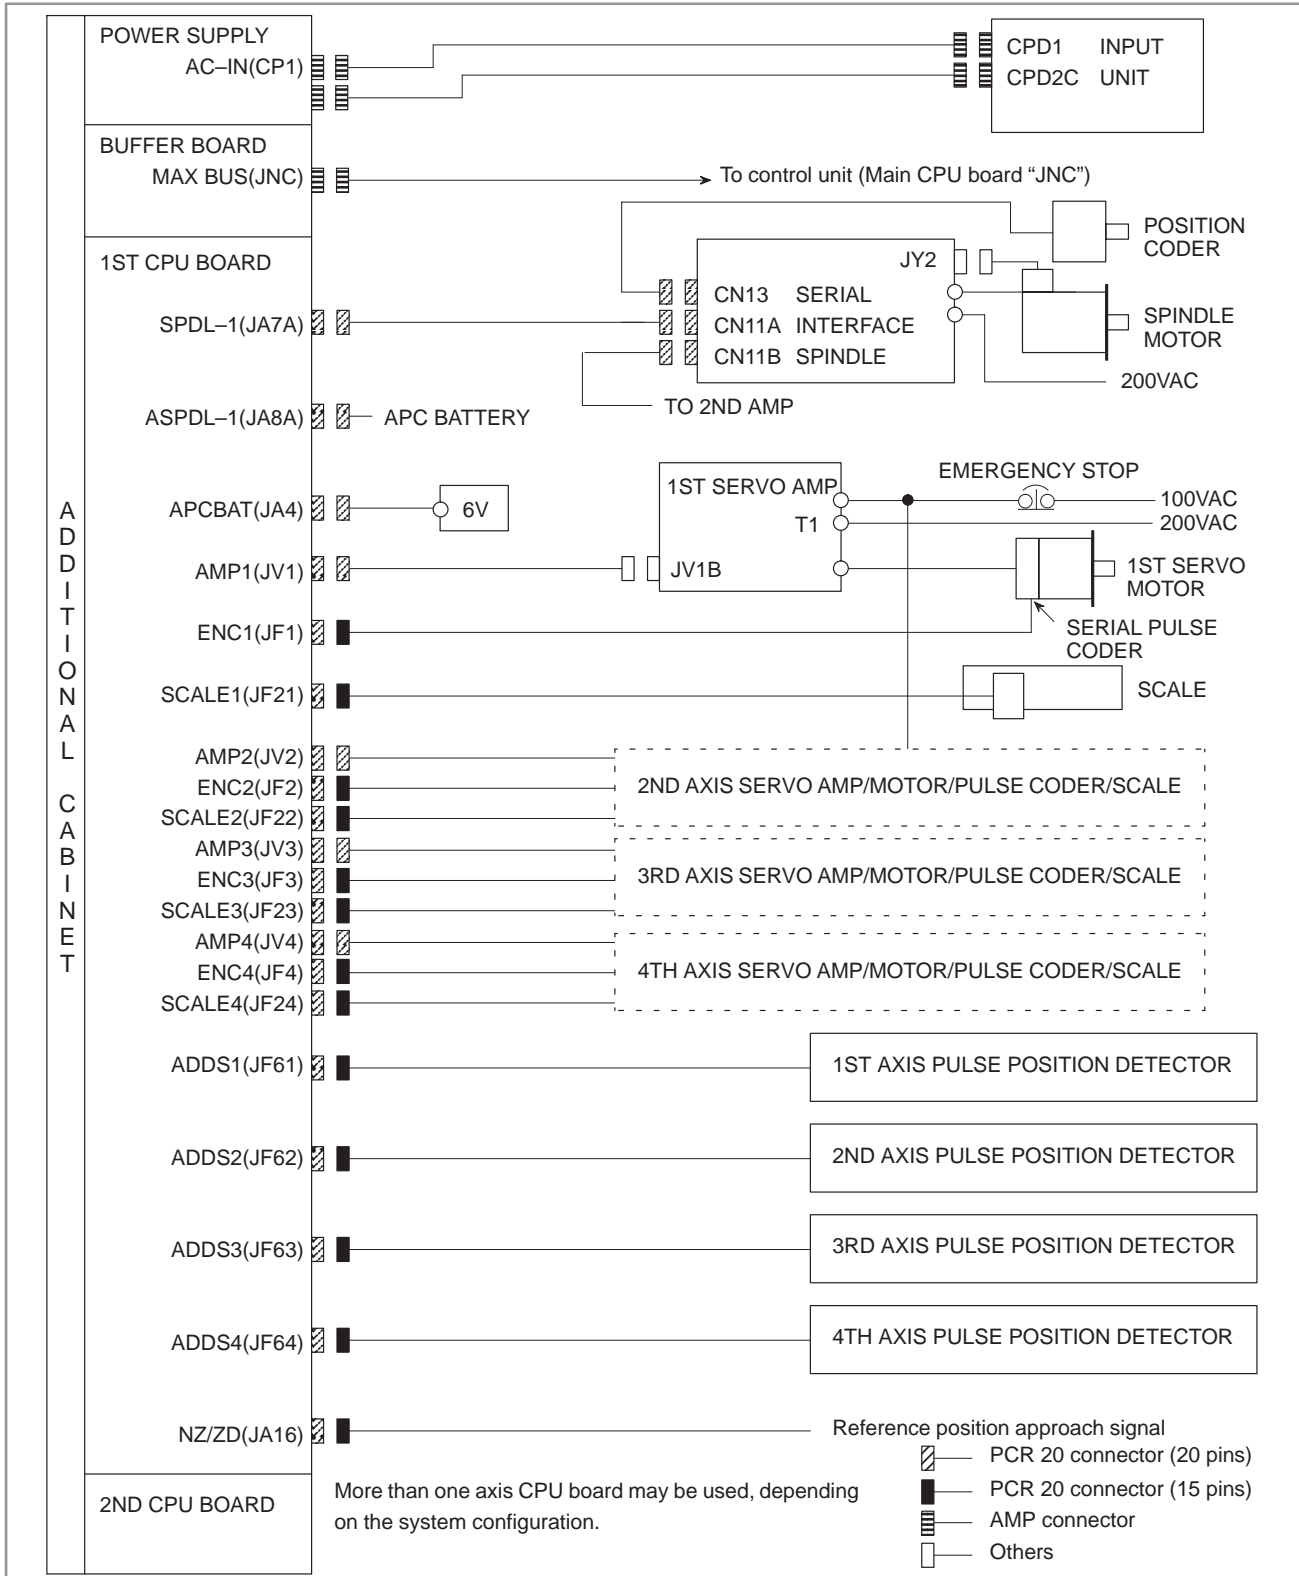 POWER SUPPLY
AC–IN(CP1)
CPD1 INPUT
CPD2C UNIT
BUFFER BOARD
MAX BUS(JNC)
To control unit (Main CPU board “JNC”)
POSITION
CODER
1ST CPU BOARD
JY2
CN13 SERIAL
CN11A INTERFACE
CN11B SPINDLE
SPDL–1(JA7A)
SPINDLE
MOTOR
200VAC
TO 2ND AMP
ASPDL–1(JA8A)
APC BATTERY
1ST SERVO AMP
T1
JV1B
EMERGENCY STOP
100VAC
200VAC
APCBAT(JA4)
6V
AMP1(JV1)
1ST SERVO
MOTOR
ENC1(JF1)
SERIAL PULSE
CODER
SCALE1(JF21)
SCALE
AMP2(JV2)
ENC2(JF2)
2ND AXIS SERVO AMP/MOTOR/PULSE CODER/SCALE
SCALE2(JF22)
AMP3(JV3)
ENC3(JF3)
3RD AXIS SERVO AMP/MOTOR/PULSE CODER/SCALE
SCALE3(JF23)
AMP4(JV4)
ENC4(JF4)
4TH AXIS SERVO AMP/MOTOR/PULSE CODER/SCALE
SCALE4(JF24)
ADDS1(JF61)
1ST AXIS PULSE POSITION DETECTOR
ADDS2(JF62)
2ND AXIS PULSE POSITION DETECTOR
ADDS3(JF63)
3RD AXIS PULSE POSITION DETECTOR
ADDS4(JF64)
4TH AXIS PULSE POSITION DETECTOR
NZ/ZD(JA16)
Reference position approach signal
PCR 20 connector (20 pins)
PCR 20 connector (15 pins)
AMP connector
Others
2ND CPU BOARD
More than one axis CPU board may be used, depending
on the system configuration.
ADDITIONAL CABINET